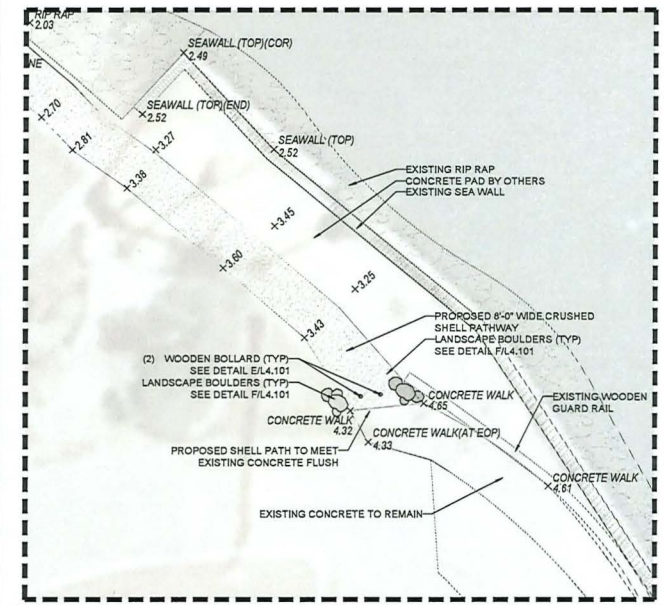 RIP RAP
2.03
NE
SEAWALL (TOP)(COR)
2.49
SEAWALL (TOP)(END)
2.52
2.70
2.81
3.27
3.38
SEAWALL (TOP)
2.52
EXISTING RIP RAP
CONCRETE PAD BY OTHERS
EXISTING SEA WALL
3.45
3.60
3.25
3.43
PROPOSED 8'-0" WIDE CRUSHED
SHELL PATHWAY
LANDSCAPE BOULDERS (TYP)
SEE DETAIL F/L4.101
(2) WOODEN BOLLARD (TYP)
SEE DETAIL E/L4.101
LANDSCAPE BOULDERS (TYP)
SEE DETAIL F/L4.101
CONCRETE WALK
4.65
EXISTING WOODEN
GUARD RAIL
CONCRETE WALK
4.32
CONCRETE WALK(AT EOP)
4.33
PROPOSED SHELL PATH TO MEET
EXISTING CONCRETE FLUSH
CONCRETE WALK
4.61
EXISTING CONCRETE TO REMAIN